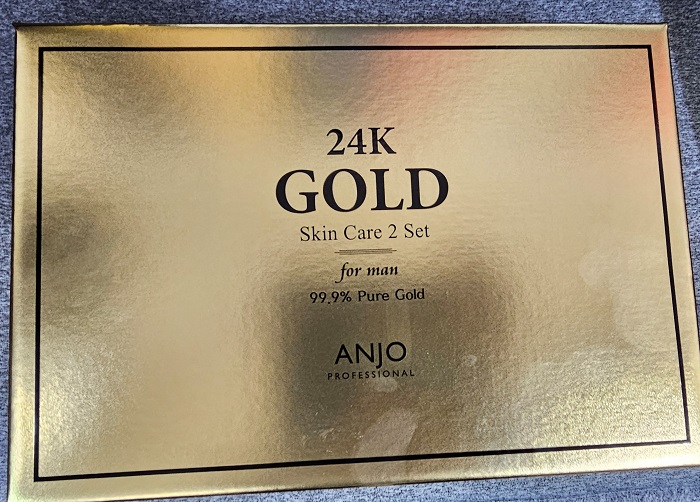 24K
GOLD
Skin Care 2 Set
for man
99.9% Pure Gold
ANJO
PROFESSIONAL